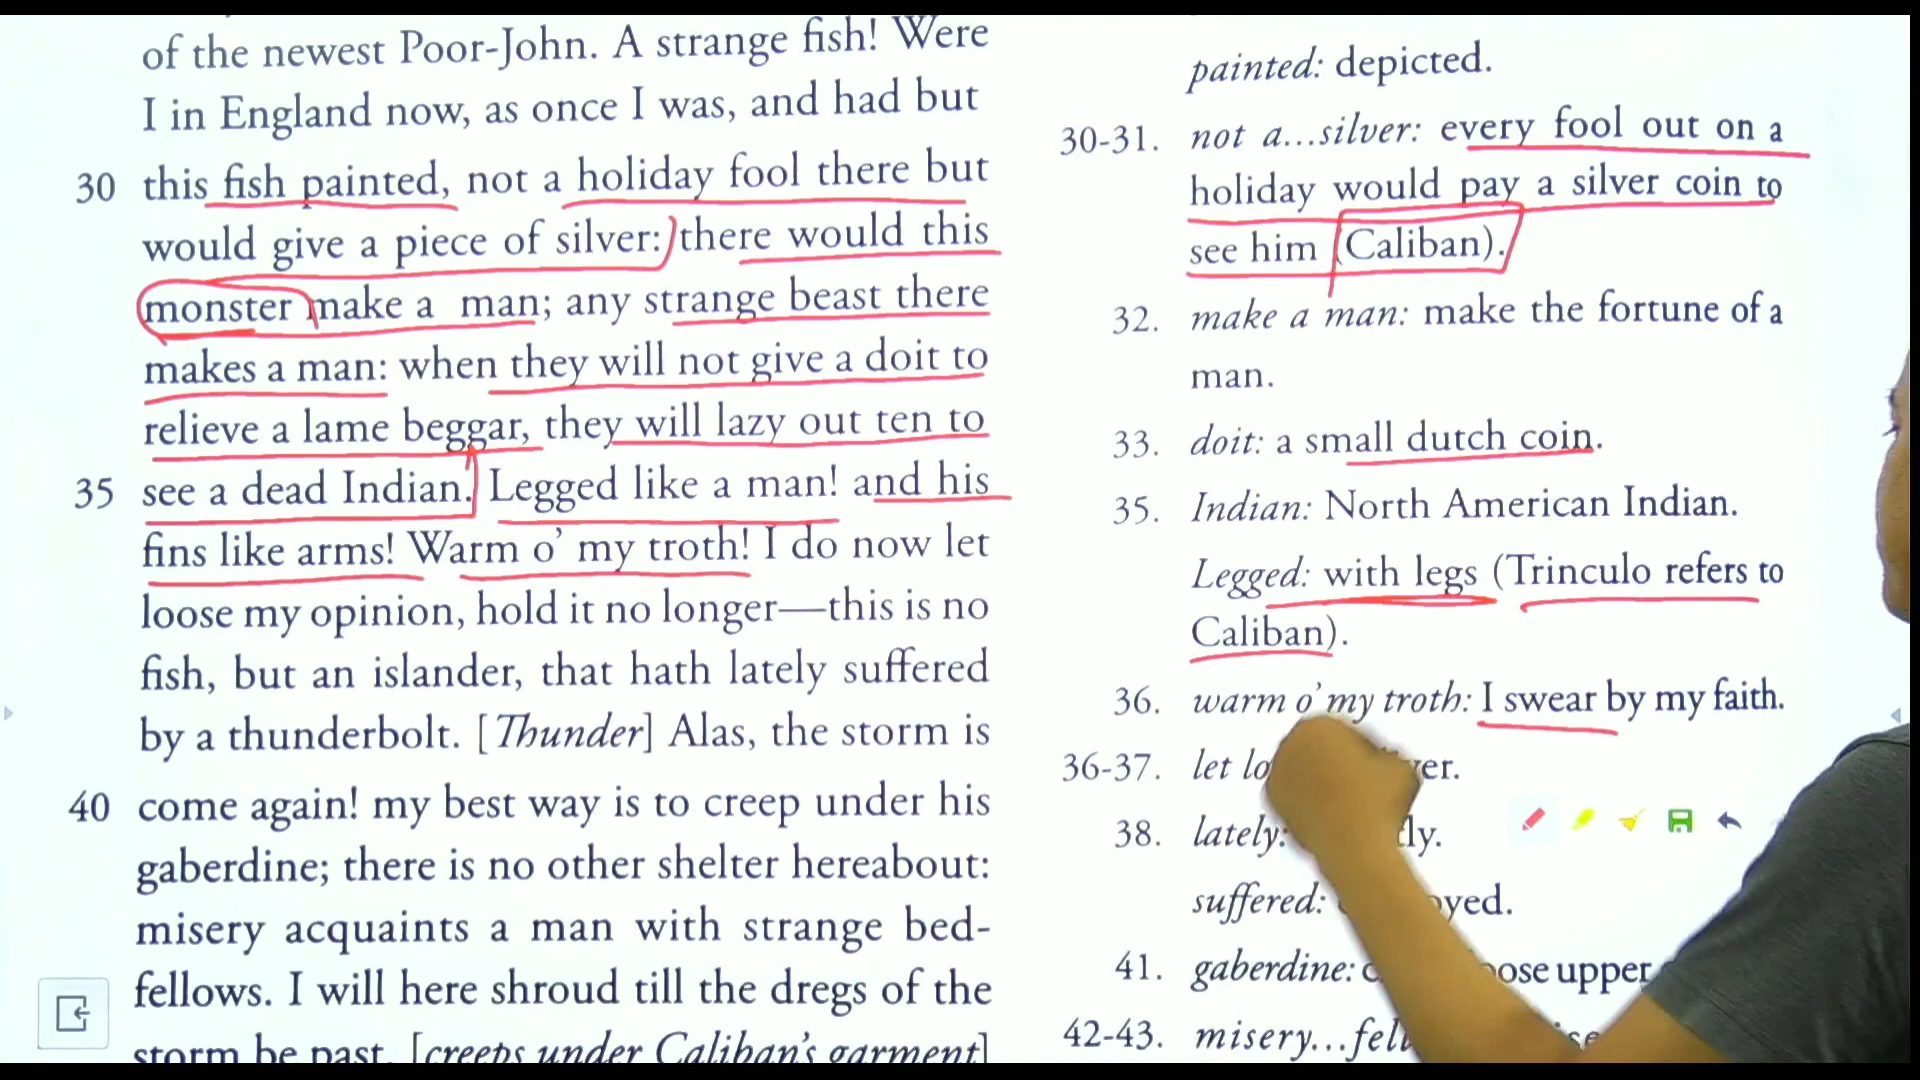 of the newest Poor-John. A strange fish! Were
I in England now, as once I was, and had but
30 this fish painted, not a holiday fool there but
would give a piece of silver: there would this
monster make a man; any strange beast there
makes a man: when they will not give a doit to
relieve a lame beggar, they will lazy out ten to
35 see a dead Indian. Legged like a man! and his
fins like arms! Warm o' my troth! I do now let
loose my opinion, hold it no longer—this is no
fish, but an islander, that hath lately suffered
by a thunderbolt. [Thunder] Alas, the storm is
40 come again! my best way is to creep under his
gaberdine; there is no other shelter hereabout:
misery acquaints a man with strange bed-
fellows. I will here shroud till the dregs of the
storm be past. [creeps under Caliban's garment]
painted: depicted.
30-31. not a...silver: every fool out on a
holiday would pay a silver coin to
see him (Caliban).
32. make a man: make the fortune of a
man.
33. doit: a small dutch coin.
35. Indian: North American Indian.
Legged: with legs (Trinculo refers to
Caliban).
36. warm o' my troth: I swear by my faith.
36-37. let
38. lately:
suffered:
41. gaberdine: upper
42-43. misery...